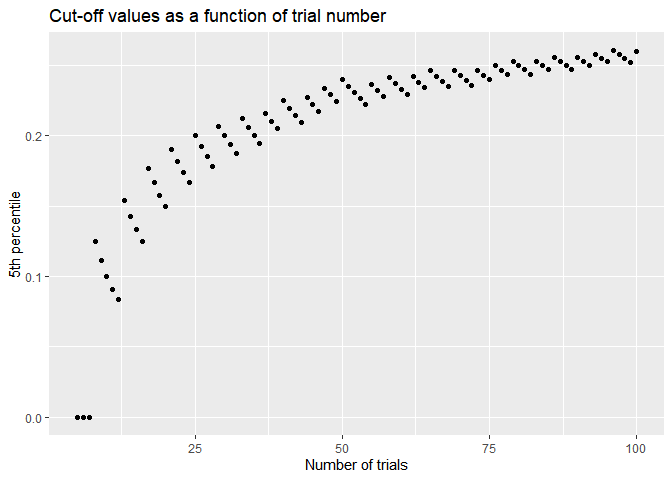 Cut-off values as a function of trial number
5th percentile
0.2
0.1
0.0
25
50
75
100
Number of trials